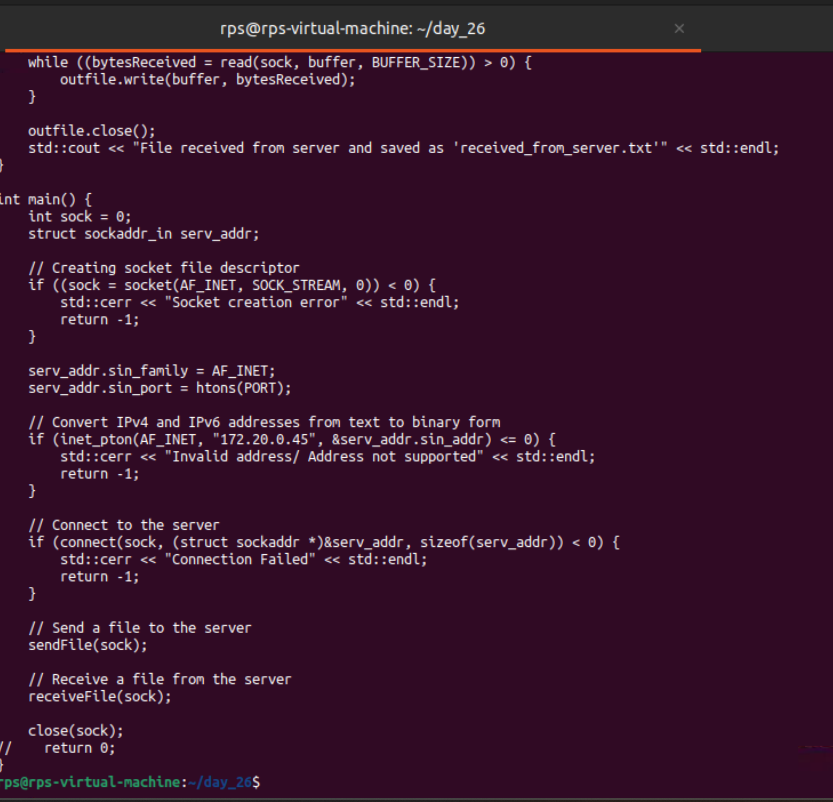 rps@rps-virtual-machine: ~/day_26
    while ((bytesReceived = read(sock, buffer, BUFFER_SIZE)) > 0) {
        outfile.write(buffer, bytesReceived);
    }

    outfile.close();
    std::cout << "File received from server and saved as 'received_from_server.txt'" << std::endl;
}

int main() {
    int sock = 0;
    struct sockaddr_in serv_addr;

    // Creating socket file descriptor
    if ((sock = socket(AF_INET, SOCK_STREAM, 0)) < 0) {
        std::cerr << "Socket creation error" << std::endl;
        return -1;
    }

    serv_addr.sin_family = AF_INET;
    serv_addr.sin_port = htons(PORT);

    // Convert IPv4 and IPv6 addresses from text to binary form
    if (inet_pton(AF_INET, "172.20.0.45", &serv_addr.sin_addr) <= 0) {
        std::cerr << "Invalid address/ Address not supported" << std::endl;
        return -1;
    }

    // Connect to the server
    if (connect(sock, (struct sockaddr *)&serv_addr, sizeof(serv_addr)) < 0) {
        std::cerr << "Connection Failed" << std::endl;
        return -1;
    }

    // Send a file to the server
    sendFile(sock);

    // Receive a file from the server
    receiveFile(sock);

    close(sock);
//    return 0;
}
rps@rps-virtual-machine:~/day_26$